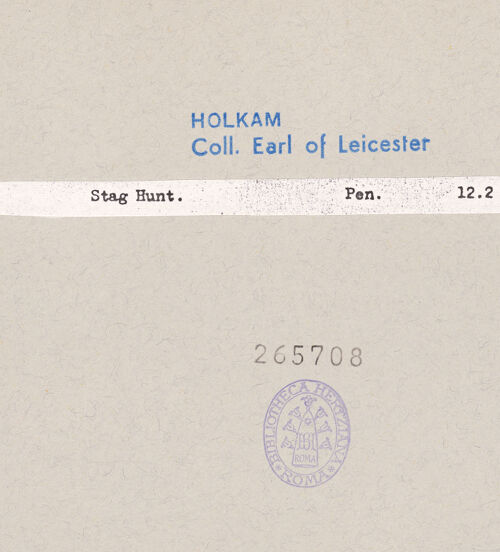 HOLKAM
Coll. Earl of Leicester
Stag Hunt. Pen. 12.2
265708
BIBLIOTHECA HERTZIANA
ROMA
ROMA